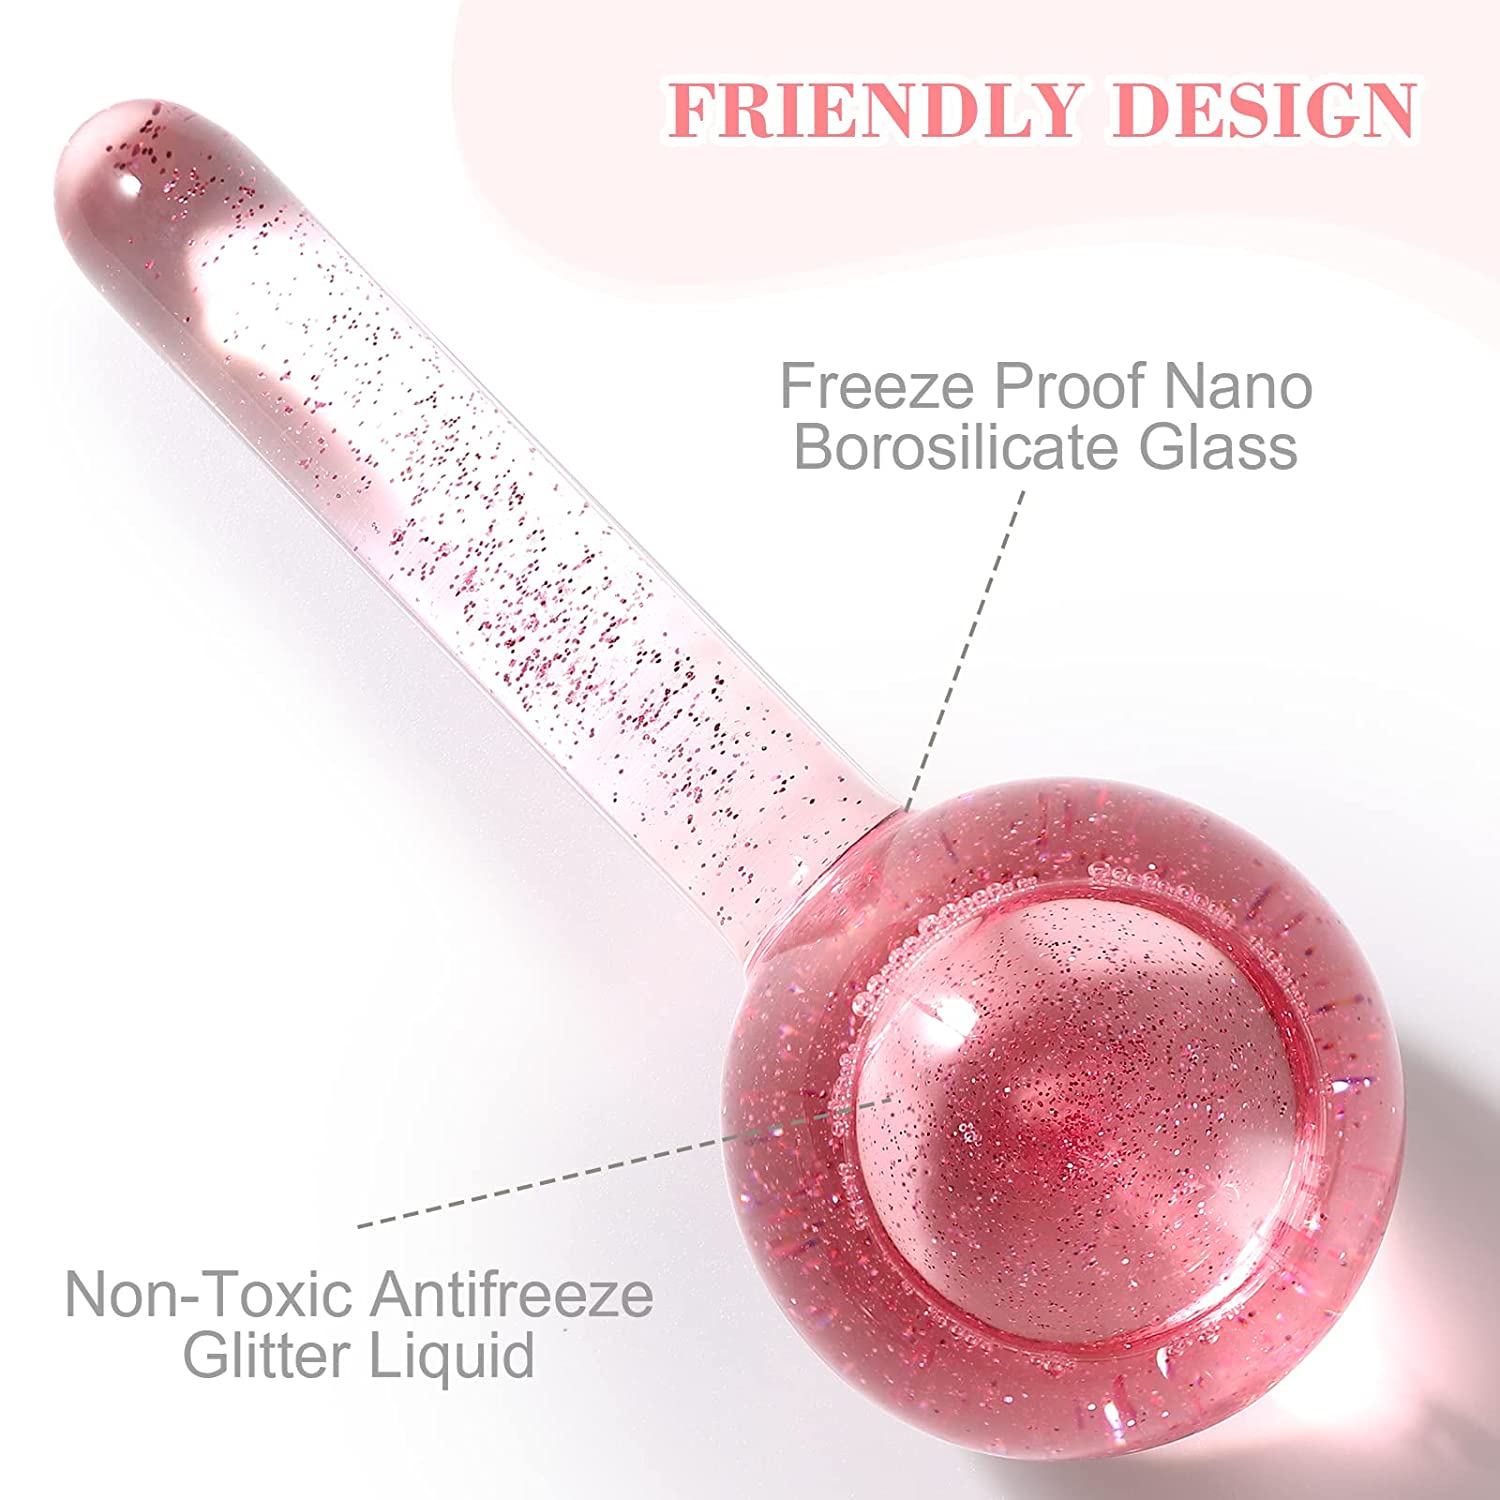 FRIENDLY DESIGN
Freeze Proof Nano
Borosilicate Glass
Non-Toxic Antifreeze
Glitter Liquid